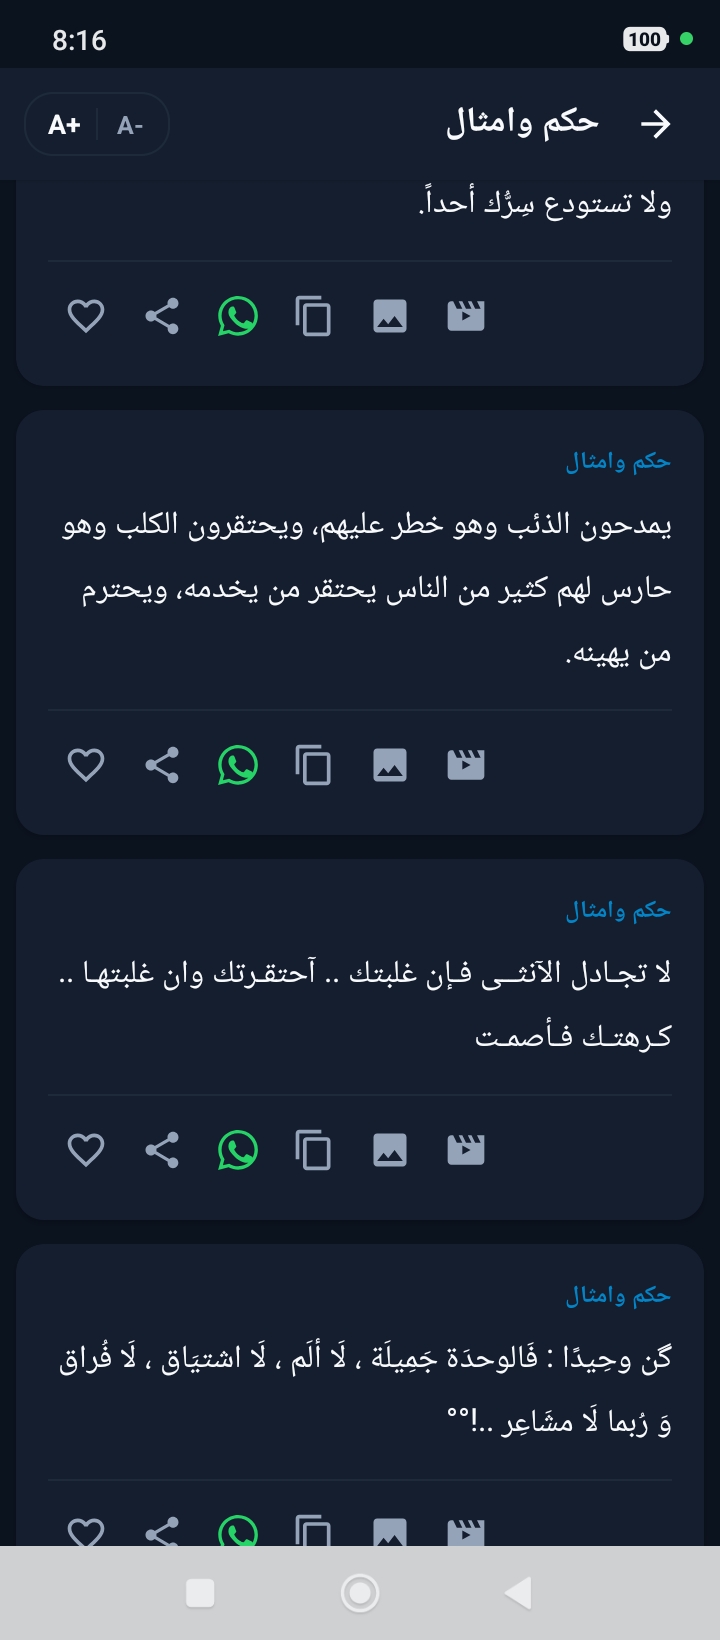 8:16
100
A+ A-
حكم وامثال
ولا تستودع سِرُّك أحداً.
حكم وامثال
يمدحون الذئب وهو خطر عليهم، ويحتقرون الكلب وهو
حارس لهم كثير من الناس يحتقر من يخدمه، ويحترم
من يهينه.
حكم وامثال
لا تجـادل الآنثــى فـإن غلبتك .. آحتقـرتك وان غلبتهـا ..
كـرهتـك فـأصمـت
حكم وامثال
گن وحِيدًا : فَالوحدَة جَمِيلَة ، لَا ألَم ، لَا اشتيَاق ، لَا فُراق
وَ رُبما لَا مشَاعِر ..!°°